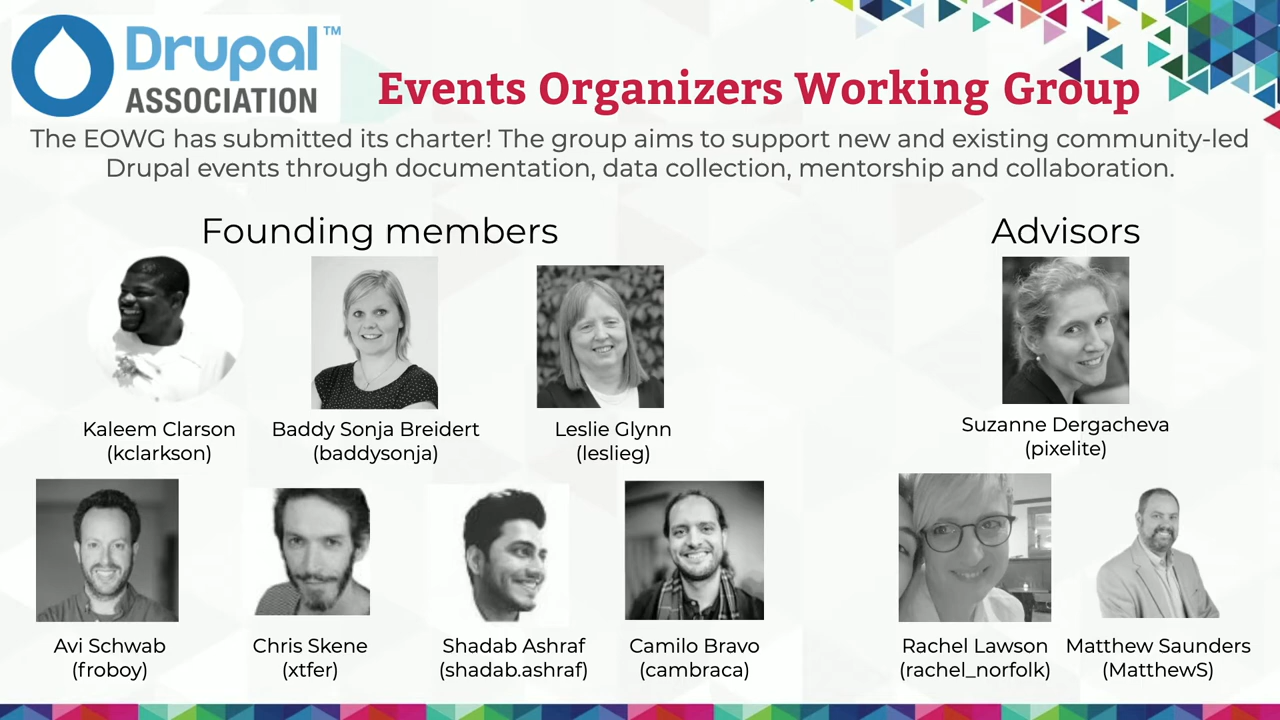 Drupal™
ASSOCIATION
Events Organizers Working Group
The EOWG has submitted its charter! The group aims to support new and existing community-led
Drupal events through documentation, data collection, mentorship and collaboration.
Founding members
Kaleem Clarson
(kclarkson)
Baddy Sonja Breidert
(baddysonja)
Leslie Glynn
(leslieg)
Avi Schwab
(froboy)
Chris Skene
(xtfer)
Shadab Ashraf
(shadab.ashraf)
Camilo Bravo
(cambraca)
Advisors
Suzanne Dergacheva
(pixelite)
Rachel Lawson
(rachel_norfolk)
Matthew Saunders
(MatthewS)